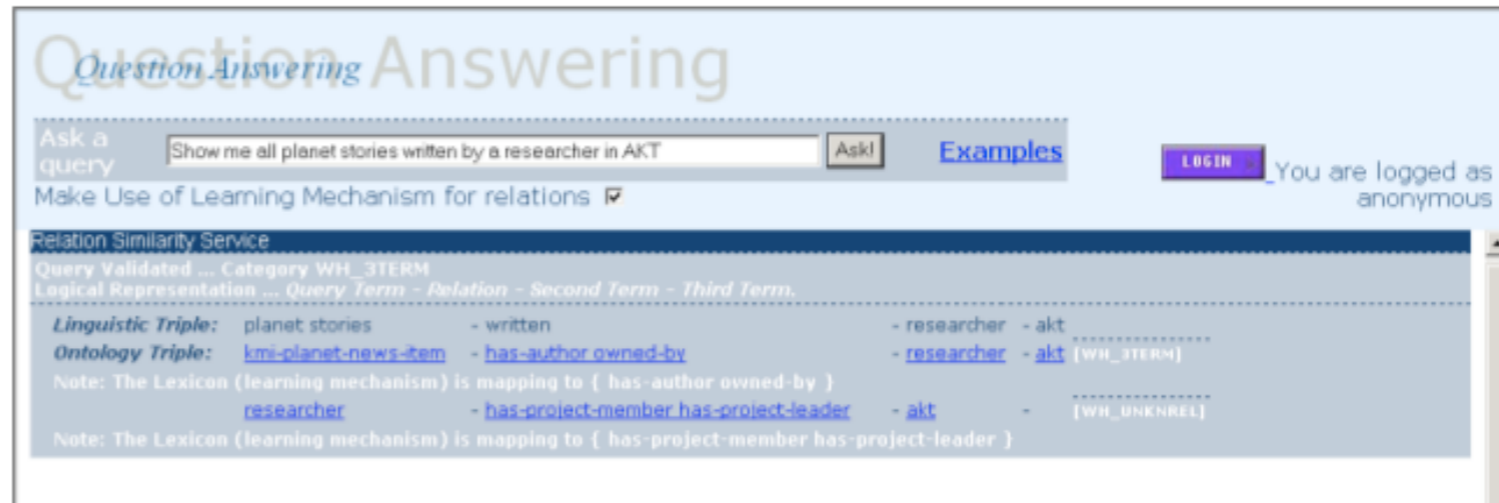 Question Answering
Question Answering
Ask a query
Show me all planet stories written by a researcher in AKT
Ask!
Examples
LOGIN
You are logged as
anonymous
Make Use of Learning Mechanism for relations
Relation Similarity Service
Query Validated ... Category WH_3TERM
Logical Representation ... Query Term - Relation - Second Term - Third Term.
Linguistic Triple: planet stories - written - researcher - akt
Ontology Triple: kmi-planet-news-item - has-author owned-by - researcher - akt [WH_3TERM]
Note: The Lexicon (learning mechanism) is mapping to { has-author owned-by }
researcher - has-project-member has-project-leader - akt - [WH_UNKNREL]
Note: The Lexicon (learning mechanism) is mapping to { has-project-member has-project-leader }